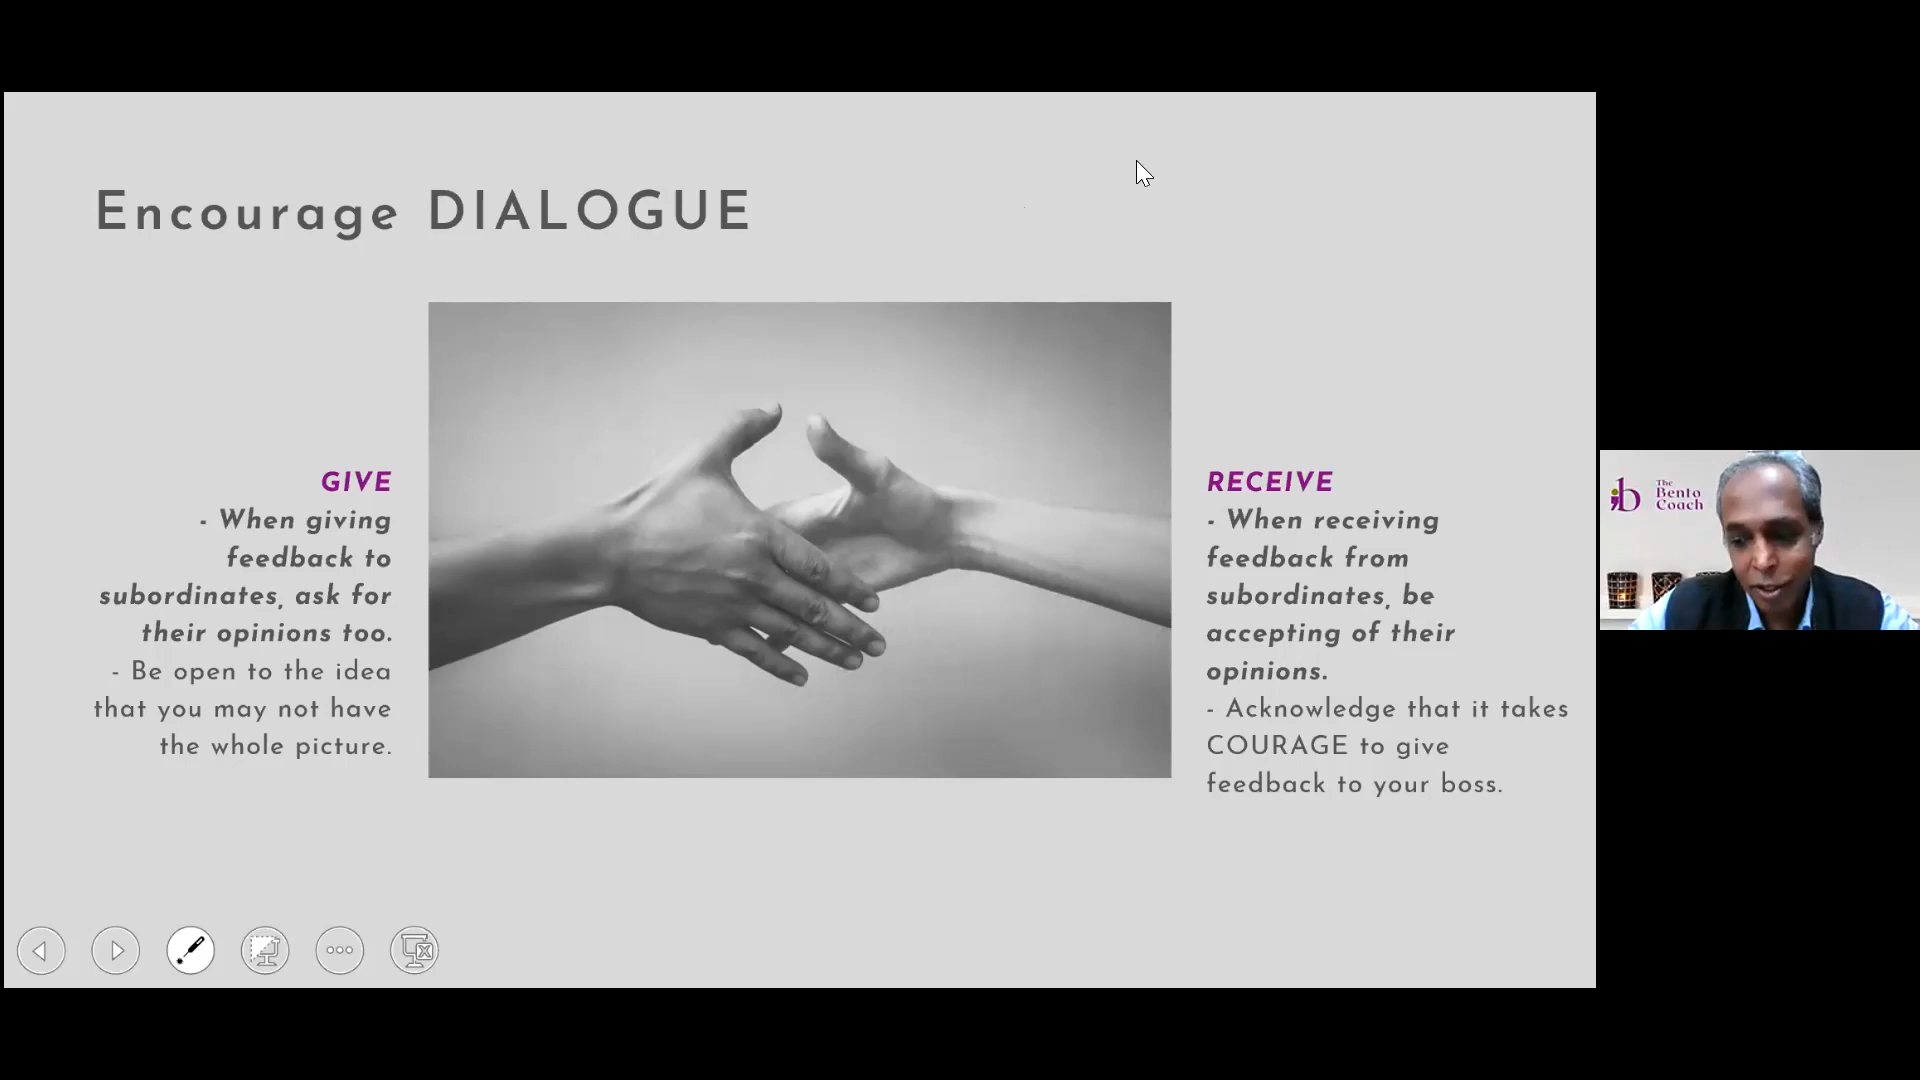 Encourage DIALOGUE
GIVE
- When giving
feedback to
subordinates, ask for
their opinions too.
- Be open to the idea
that you may not have
the whole picture.
RECEIVE
- When receiving
feedback from
subordinates, be
accepting of their
opinions.
- Acknowledge that it takes
COURAGE to give
feedback to your boss.
b
The
Bento
Coach